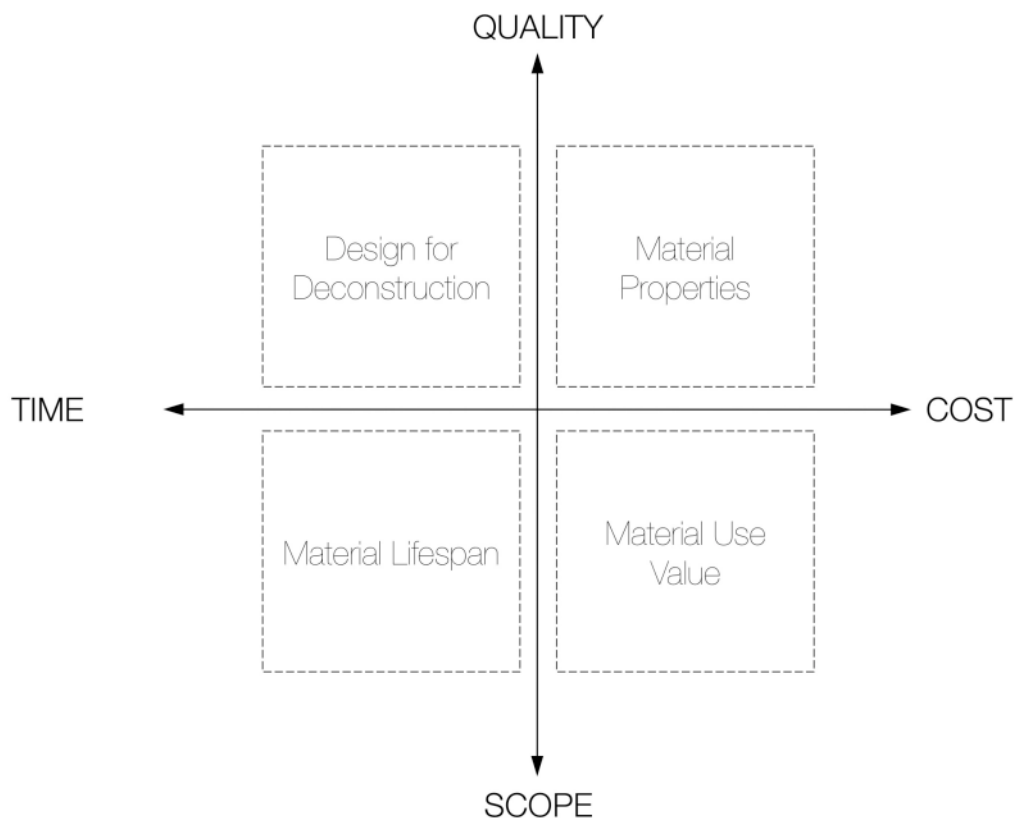 QUALITY
Design for
Deconstruction
Material
Properties
TIME
COST
Material Lifespan
Material Use
Value
SCOPE